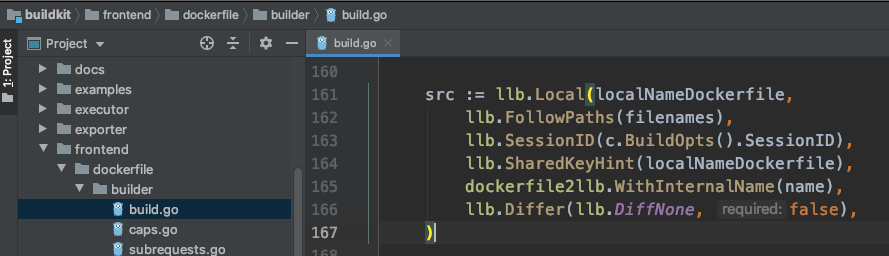 buildkit frontend dockerfile builder build.go
1: Project
Project
docs
examples
executor
exporter
frontend
dockerfile
builder
build.go
caps.go
subrequests.go
build.go
160
161 src := llb.Local(localNameDockerfile,
162 llb.FollowPaths(filenames),
163 llb.SessionID(c.BuildOpts().SessionID),
164 llb.SharedKeyHint(localNameDockerfile),
165 dockerfile2llb.WithInternalName(name),
166 llb.Differ(llb.DiffNone, required: false),
167 )
168